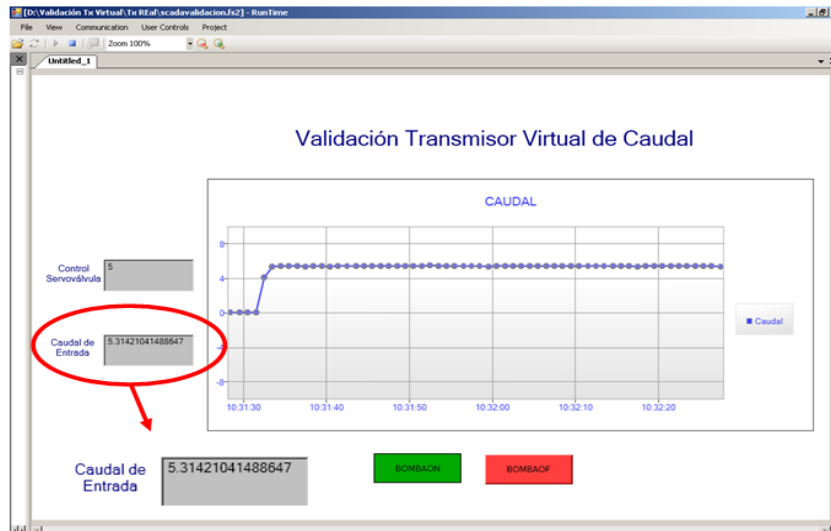 [D:\Validación Tx Virtual\Tx REal\scadavalidacion.fs2] - RunTime
File View Communication User Controls Project
Zoom 100%
Untitled_1
Validación Transmisor Virtual de Caudal
CAUDAL
8
4
0
-4
-8
10:31:30 10:31:40 10:31:50 10:32:00 10:32:10 10:32:20
Caudal
Control
Servoválvula
5
Caudal de
Entrada
5.31421041488647
Caudal de
Entrada
5.31421041488647
BOMBAON
BOMBAOF